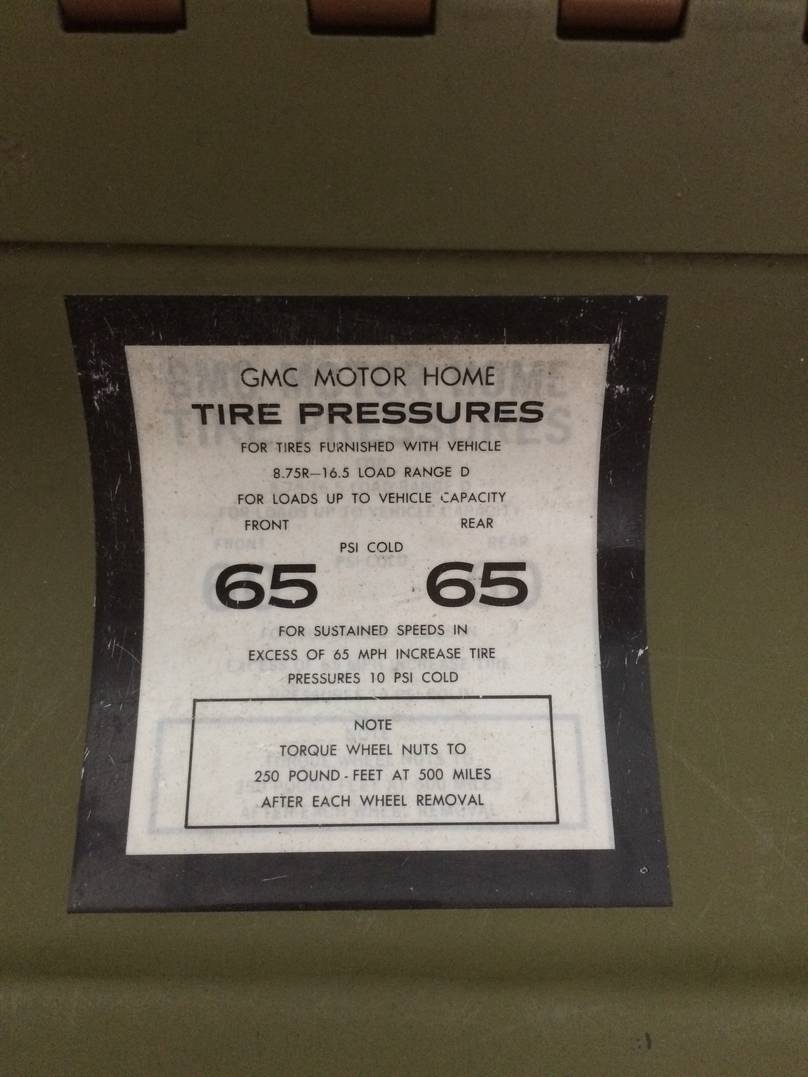 GMC MOTOR HOME
TIRE PRESSURES
FOR TIRES FURNISHED WITH VEHICLE
8.75R—16.5 LOAD RANGE D
FOR LOADS UP TO VEHICLE CAPACITY
FRONT REAR
PSI COLD
65 65
FOR SUSTAINED SPEEDS IN
EXCESS OF 65 MPH INCREASE TIRE
PRESSURES 10 PSI COLD
NOTE
TORQUE WHEEL NUTS TO
250 POUND-FEET AT 500 MILES
AFTER EACH WHEEL REMOVAL